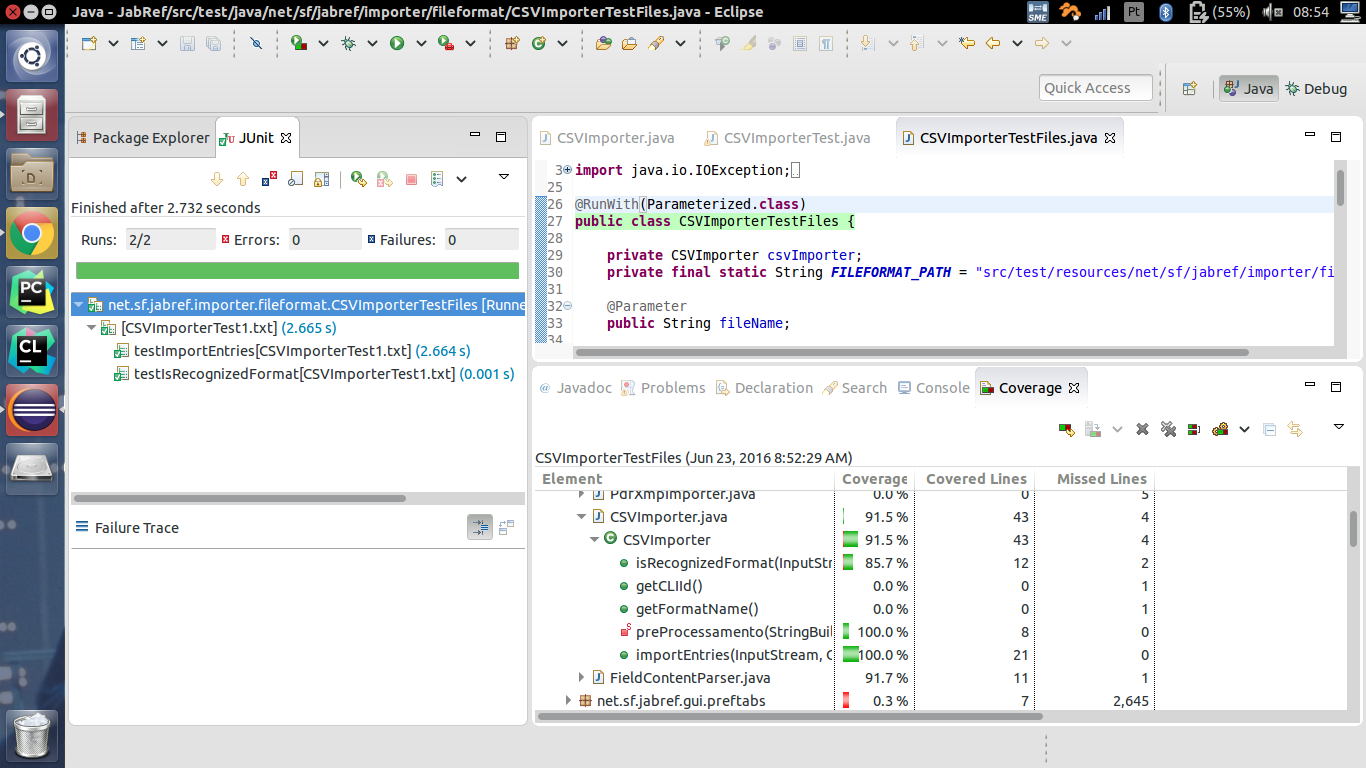 Java - JabRef/src/test/java/net/sf/jabref/importer/fileformat/CSVImporterTestFiles.java - Eclipse
SME Pt (55%) 08:54
Quick Access Java Debug
Package Explorer JUnit
Finished after 2.732 seconds
Runs: 2/2 Errors: 0 Failures: 0
net.sf.jabref.importer.fileformat.CSVImporterTestFiles [Runne
[CSVImporterTest1.txt] (2.665 s)
testImportEntries[CSVImporterTest1.txt] (2.664 s)
testIsRecognizedFormat[CSVImporterTest1.txt] (0.001 s)
Failure Trace
CSVImporter.java CSVImporterTest.java CSVImporterTestFiles.java
3 import java.io.IOException;
25
26 @RunWith(Parameterized.class)
27 public class CSVImporterTestFiles {
28
29 private CSVImporter csvImporter;
30 private final static String FILEFORMAT_PATH = "src/test/resources/net/sf/jabref/importer/fi
31
32 @Parameter
33 public String fileName;
34
@ Javadoc Problems Declaration Search Console Coverage
CSVImporterTestFiles (Jun 23, 2016 8:52:29 AM)
Element Coverage Covered Lines Missed Lines
PdfXmpImporter.java 0.0 % 0 5
CSVImporter.java 91.5 % 43 4
CSVImporter 91.5 % 43 4
isRecognizedFormat(InputStr 85.7 % 12 2
getCLIId() 0.0 % 0 1
getFormatName() 0.0 % 0 1
preProcessamento(StringBuil 100.0 % 8 0
importEntries(InputStream, O 100.0 % 21 0
FieldContentParser.java 91.7 % 11 1
net.sf.jabref.gui.preftabs 0.3 % 7 2,645
PC
CL